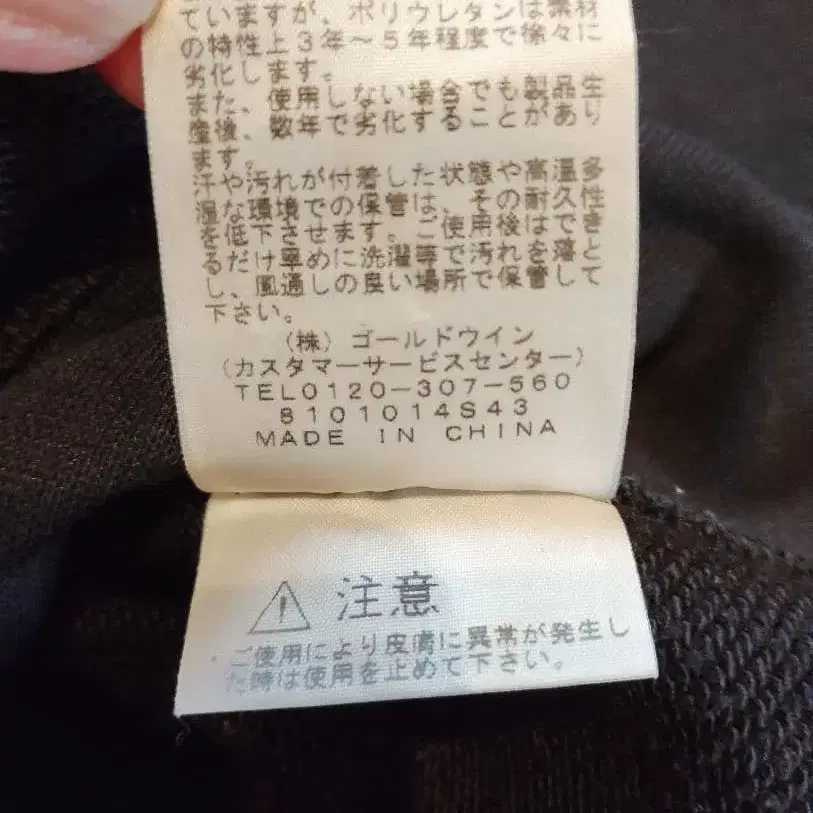 ていますが、ポリウレタンは素材
の特性上3年～5年程度で徐々に
劣化します。
また、使用しない場合でも製品生
産後、数年で劣化することがあり
ます。
汗や汚れが付着した状態や高温多
湿な環境での保管は、その耐久性
を低下させます。ご使用後はでき
るだけ早めに洗濯等で汚れを落と
し、風通しの良い場所で保管して
下さい。
(株)ゴールドウイン
(カスタマーサービスセンター)
TEL0120-307-560
8101014S43
MADE IN CHINA
注意
ご使用により皮膚に異常が発生し
た時は使用を止めて下さい。